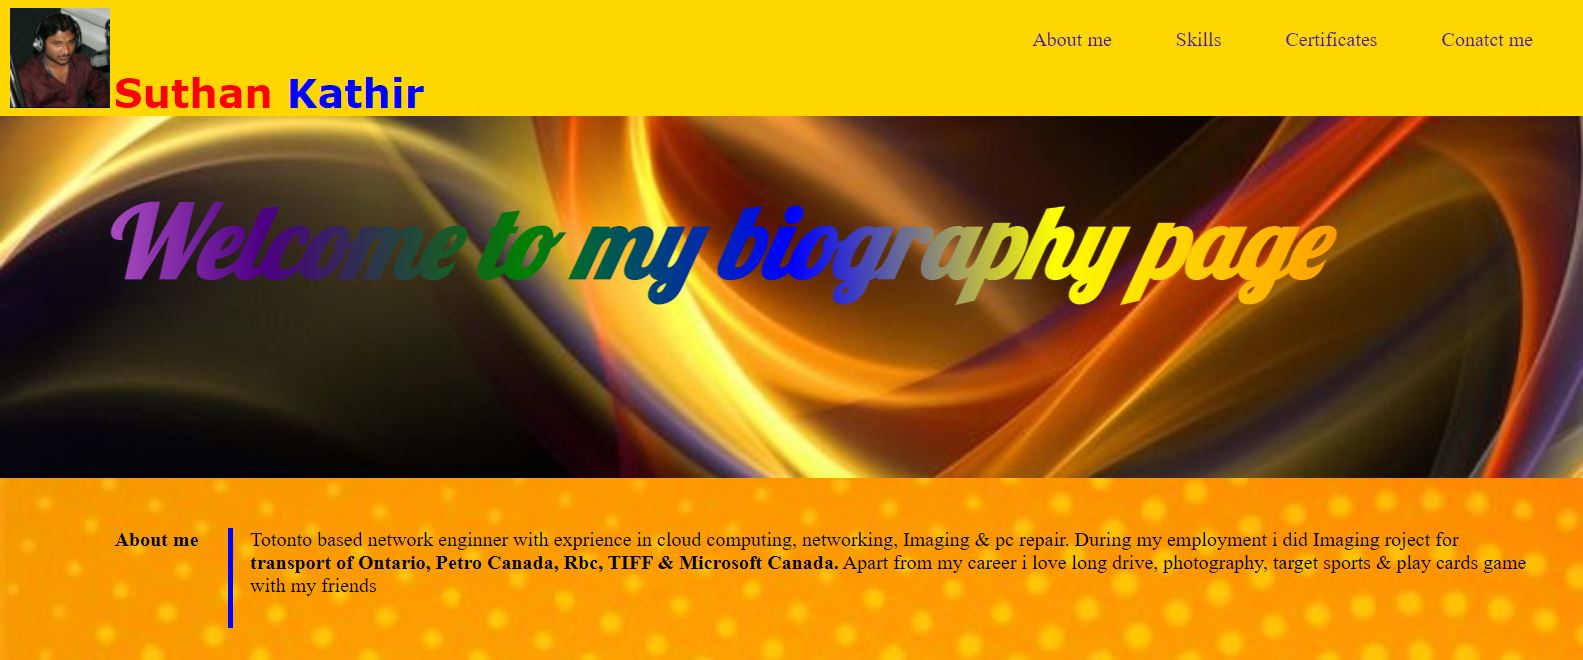 About me Skills Certificates Conatct me
Suthan Kathir
Welcome to my biography page
About me
Totonto based network enginner with exprience in cloud computing, networking, Imaging & pc repair. During my employment i did Imaging roject for
transport of Ontario, Petro Canada, Rbc, TIFF & Microsoft Canada. Apart from my career i love long drive, photography, target sports & play cards game
with my friends